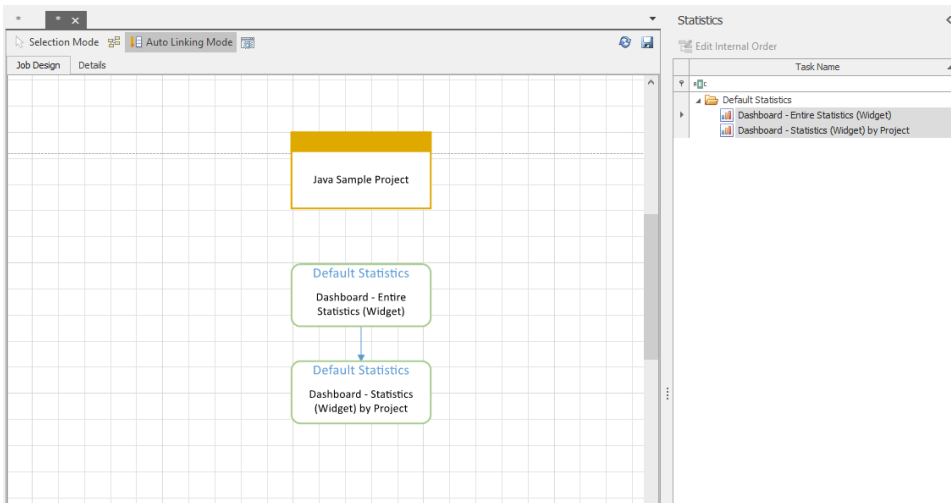 * * ×
Statistics
Selection Mode Auto Linking Mode
Edit Internal Order
Job Design Details
Task Name
Default Statistics
Dashboard - Entire Statistics (Widget)
Dashboard - Statistics (Widget) by Project
Java Sample Project
Default Statistics
Dashboard - Entire
Statistics (Widget)
Default Statistics
Dashboard - Statistics
(Widget) by Project